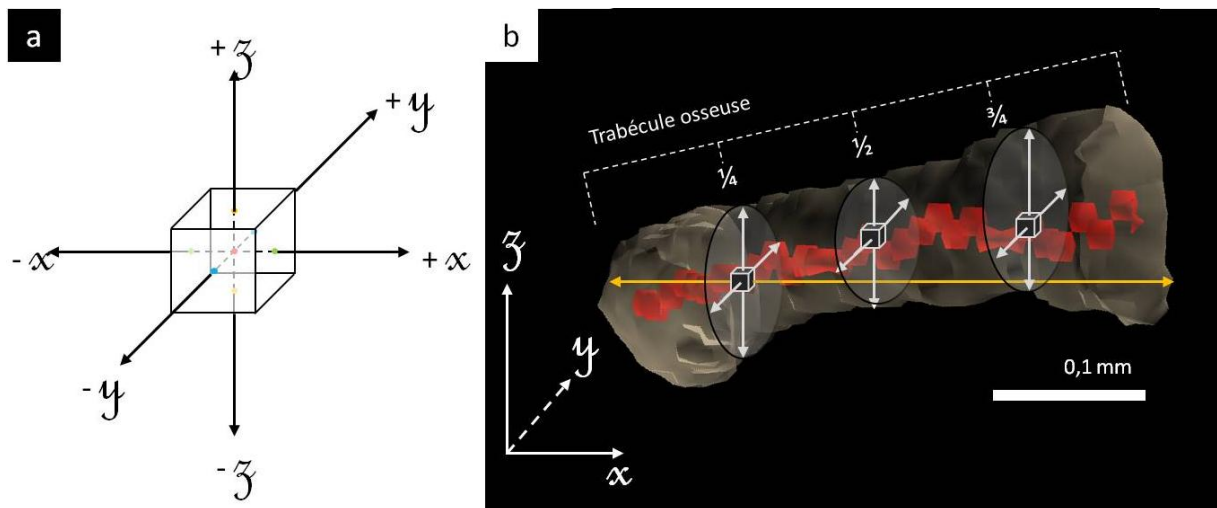 a
+ z
+ y
- x
+ x
- y
- z
b
Trabécule osseuse
¼
½
¾
z
y
x
0,1 mm